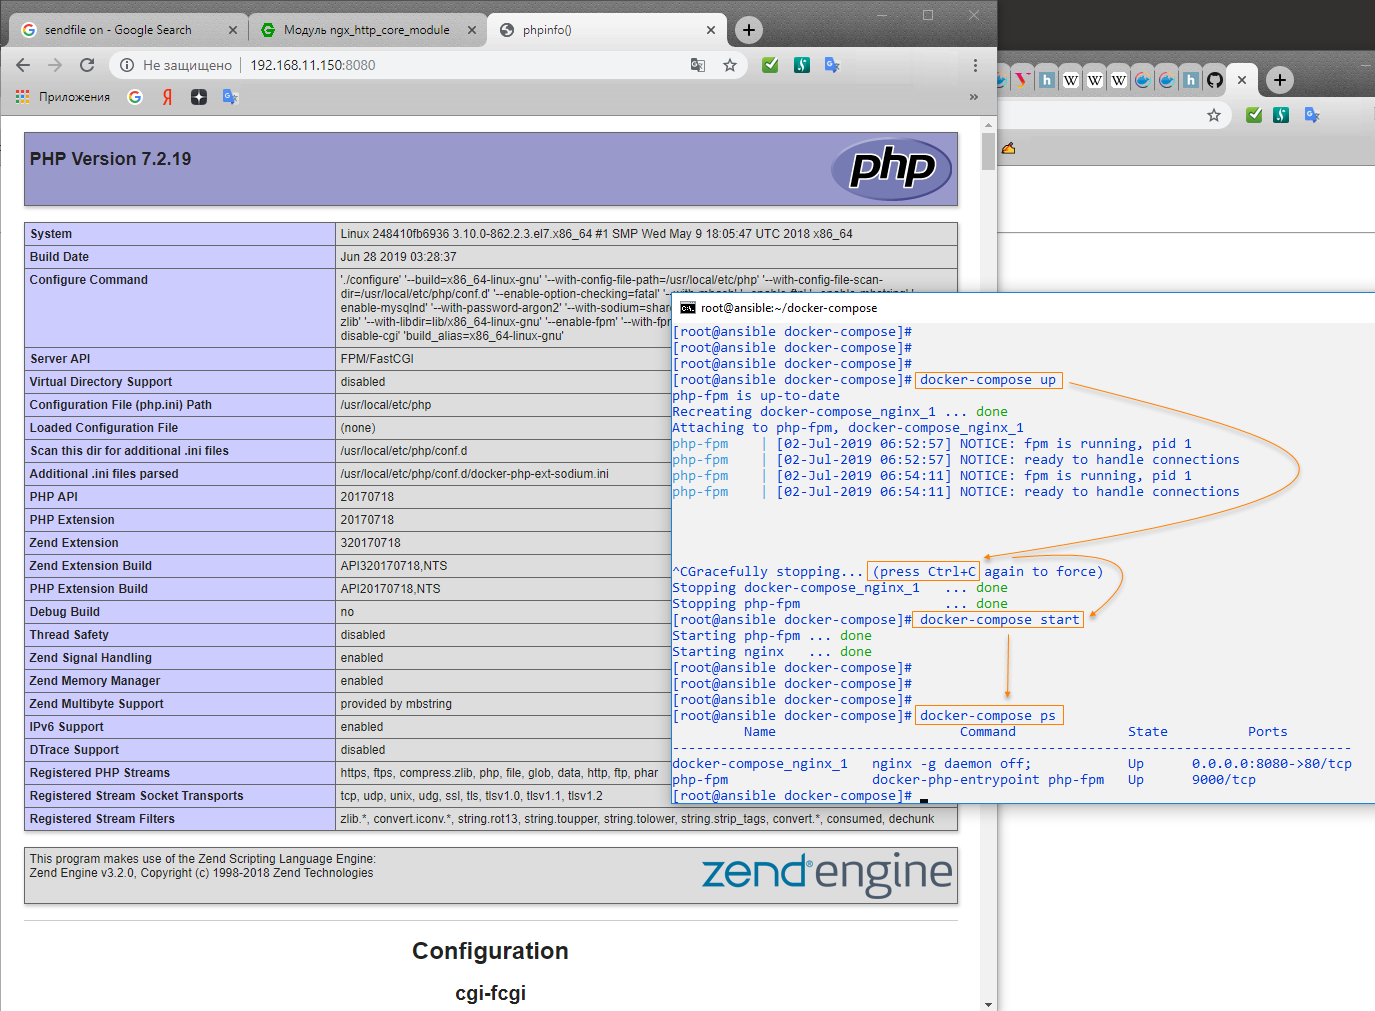 sendfile on - Google Search
Модуль ngx_http_core_module
phpinfo()
Не защищено
192.168.11.150:8080
Приложения
PHP Version 7.2.19
php
System Linux 248410fb6936 3.10.0-862.2.3.el7.x86_64 #1 SMP Wed May 9 18:05:47 UTC 2018 x86_64
Build Date Jun 28 2019 03:28:37
Configure Command './configure' '--build=x86_64-linux-gnu' '--with-config-file-path=/usr/local/etc/php' '--with-config-file-scan-
dir=/usr/local/etc/php/conf.d' '--enable-option-checking=fatal'
enable-mysqlnd' '--with-password-argon2'
zlib' '--with-libdir=lib/x86_64-linux-gnu' '--enable-fpm'
disable-cgi' 'build_alias=x86_64-linux-gnu'
Server API FPM/FastCGI
Virtual Directory Support disabled
Configuration File (php.ini) Path /usr/local/etc/php
Loaded Configuration File (none)
Scan this dir for additional .ini files /usr/local/etc/php/conf.d
Additional .ini files parsed /usr/local/etc/php/conf.d/docker-php-ext-sodium.ini
PHP API 20170718
PHP Extension 20170718
Zend Extension 320170718
Zend Extension Build API320170718,NTS
PHP Extension Build API20170718,NTS
Debug Build no
Thread Safety disabled
Zend Signal Handling enabled
Zend Memory Manager enabled
Zend Multibyte Support provided by mbstring
IPv6 Support enabled
DTrace Support disabled
Registered PHP Streams https, ftps, compress.zlib, php, file, glob, data, http, ftp, phar
Registered Stream Socket Transports tcp, udp, unix, udg, ssl, tls, tlsv1.0, tlsv1.1, tlsv1.2
Registered Stream Filters zlib.*, convert.iconv.*, string.rot13, string.toupper, string.tolower, string.strip_tags, convert.*, consumed, dechunk
This program makes use of the Zend Scripting Language Engine:
Zend Engine v3.2.0, Copyright (c) 1998-2018 Zend Technologies
zend® engine
Configuration
cgi-fcgi
root@ansible:~/docker-compose
[root@ansible docker-compose]#
[root@ansible docker-compose]#
[root@ansible docker-compose]#
[root@ansible docker-compose]# docker-compose up
php-fpm is up-to-date
Recreating docker-compose_nginx_1 ... done
Attaching to php-fpm, docker-compose_nginx_1
php-fpm    | [02-Jul-2019 06:52:57] NOTICE: fpm is running, pid 1
php-fpm    | [02-Jul-2019 06:52:57] NOTICE: ready to handle connections
php-fpm    | [02-Jul-2019 06:54:11] NOTICE: fpm is running, pid 1
php-fpm    | [02-Jul-2019 06:54:11] NOTICE: ready to handle connections
^CGracefully stopping... (press Ctrl+C again to force)
Stopping docker-compose_nginx_1   ... done
Stopping php-fpm                  ... done
[root@ansible docker-compose]# docker-compose start
Starting php-fpm ... done
Starting nginx   ... done
[root@ansible docker-compose]#
[root@ansible docker-compose]#
[root@ansible docker-compose]#
[root@ansible docker-compose]# docker-compose ps
Name Command State Ports
-------------------------------------------------------------------------------------
docker-compose_nginx_1   nginx -g daemon off;            Up      0.0.0.0:8080->80/tcp
php-fpm                  docker-php-entrypoint php-fpm   Up      9000/tcp
[root@ansible docker-compose]#